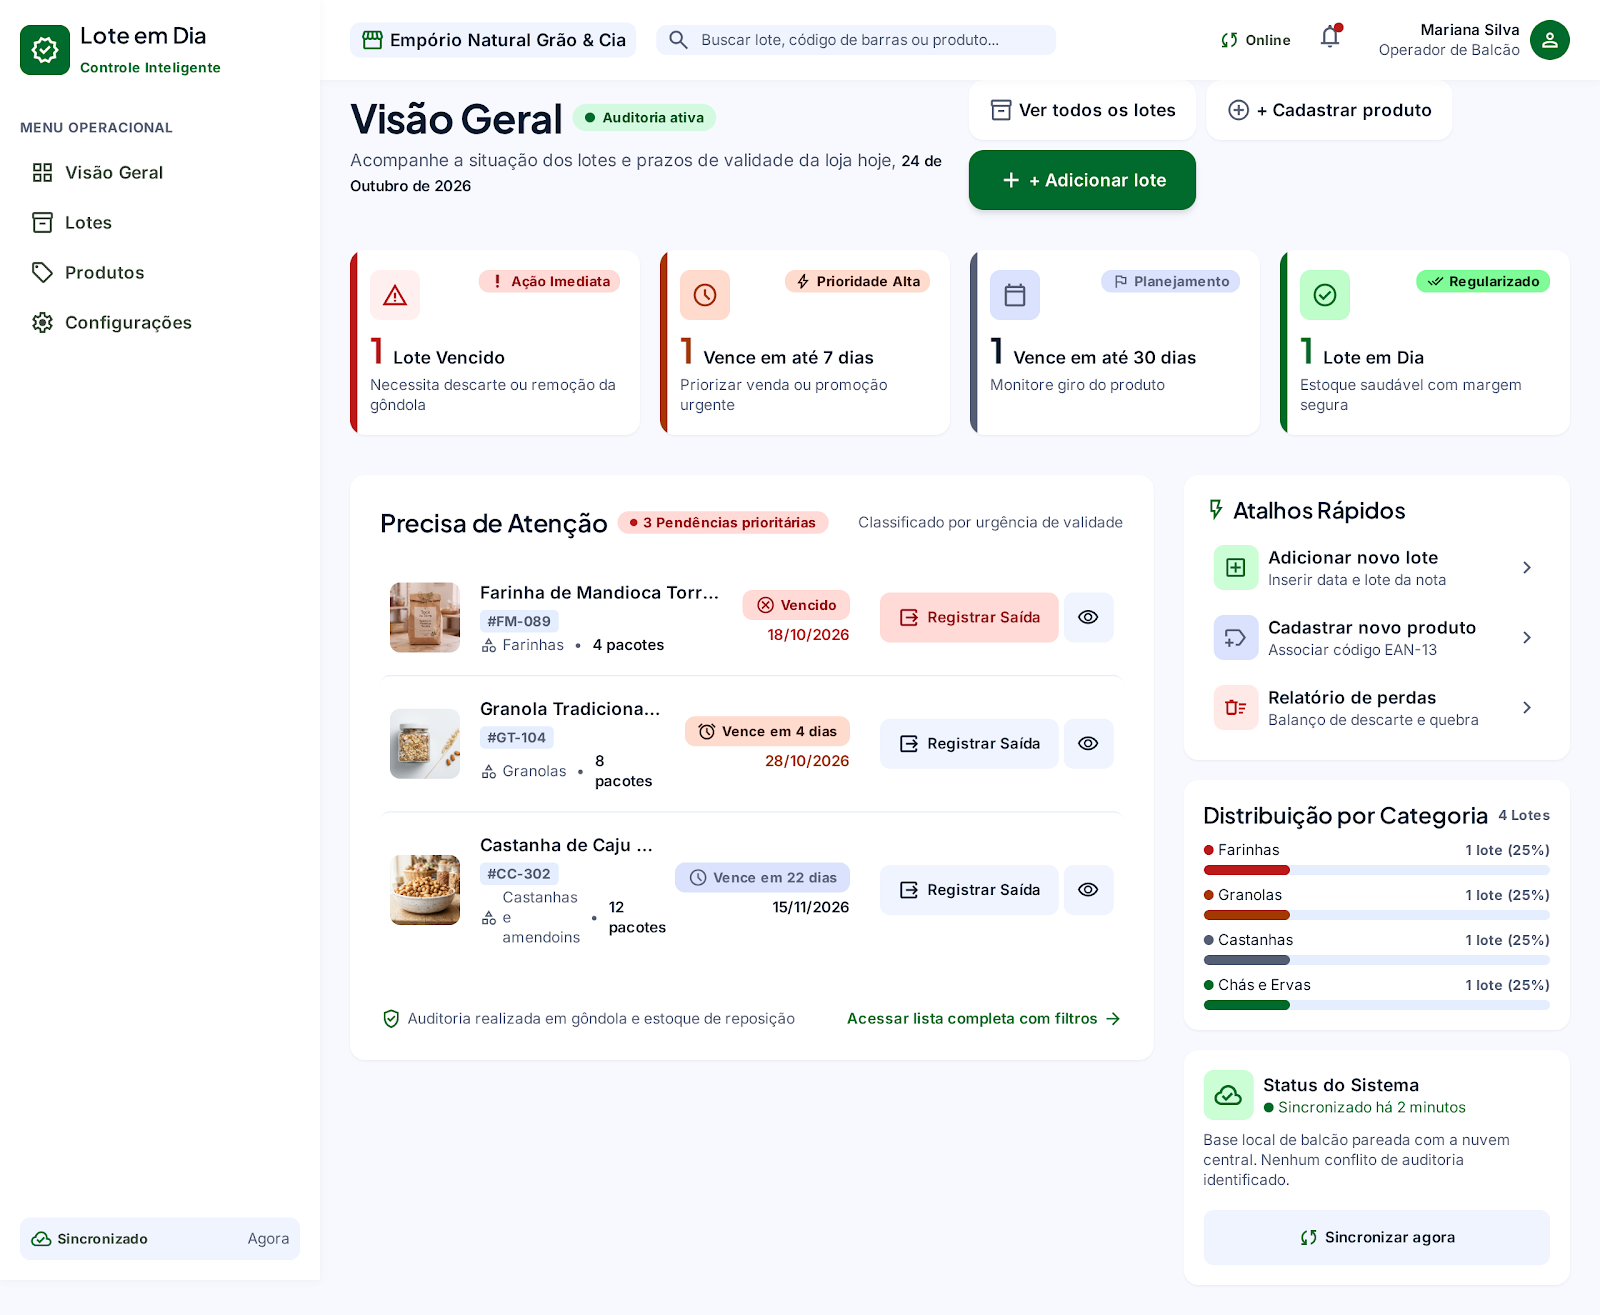 Lote em Dia
Controle Inteligente
MENU OPERACIONAL
Visão Geral
Lotes
Produtos
Configurações
Sincronizado
Agora
Empório Natural Grão & Cia
Buscar lote, código de barras ou produto...
Online
Mariana Silva
Operador de Balcão
Visão Geral
Auditoria ativa
Acompanhe a situação dos lotes e prazos de validade da loja hoje, 24 de
Outubro de 2026
Ver todos os lotes
+ Cadastrar produto
+ Adicionar lote
Ação Imediata
1 Lote Vencido
Necessita descarte ou remoção da
gôndola
Prioridade Alta
1 Vence em até 7 dias
Priorizar venda ou promoção
urgente
Planejamento
1 Vence em até 30 dias
Monitore giro do produto
Regularizado
1 Lote em Dia
Estoque saudável com margem
segura
Precisa de Atenção
3 Pendências prioritárias
Classificado por urgência de validade
Farinha de Mandioca Torr...
#FM-089
Farinhas • 4 pacotes
Vencido
18/10/2026
Registrar Saída
Granola Tradiciona...
#GT-104
Granolas • 8
pacotes
Vence em 4 dias
28/10/2026
Registrar Saída
Castanha de Caju ...
#CC-302
Castanhas
e
amendoins
• 12
pacotes
Vence em 22 dias
15/11/2026
Registrar Saída
Auditoria realizada em gôndola e estoque de reposição
Acessar lista completa com filtros
Atalhos Rápidos
Adicionar novo lote
Inserir data e lote da nota
Cadastrar novo produto
Associar código EAN-13
Relatório de perdas
Balanço de descarte e quebra
Distribuição por Categoria
4 Lotes
Farinhas
1 lote (25%)
Granolas
1 lote (25%)
Castanhas
1 lote (25%)
Chás e Ervas
1 lote (25%)
Status do Sistema
Sincronizado há 2 minutos
Base local de balcão pareada com a nuvem
central. Nenhum conflito de auditoria
identificado.
Sincronizar agora